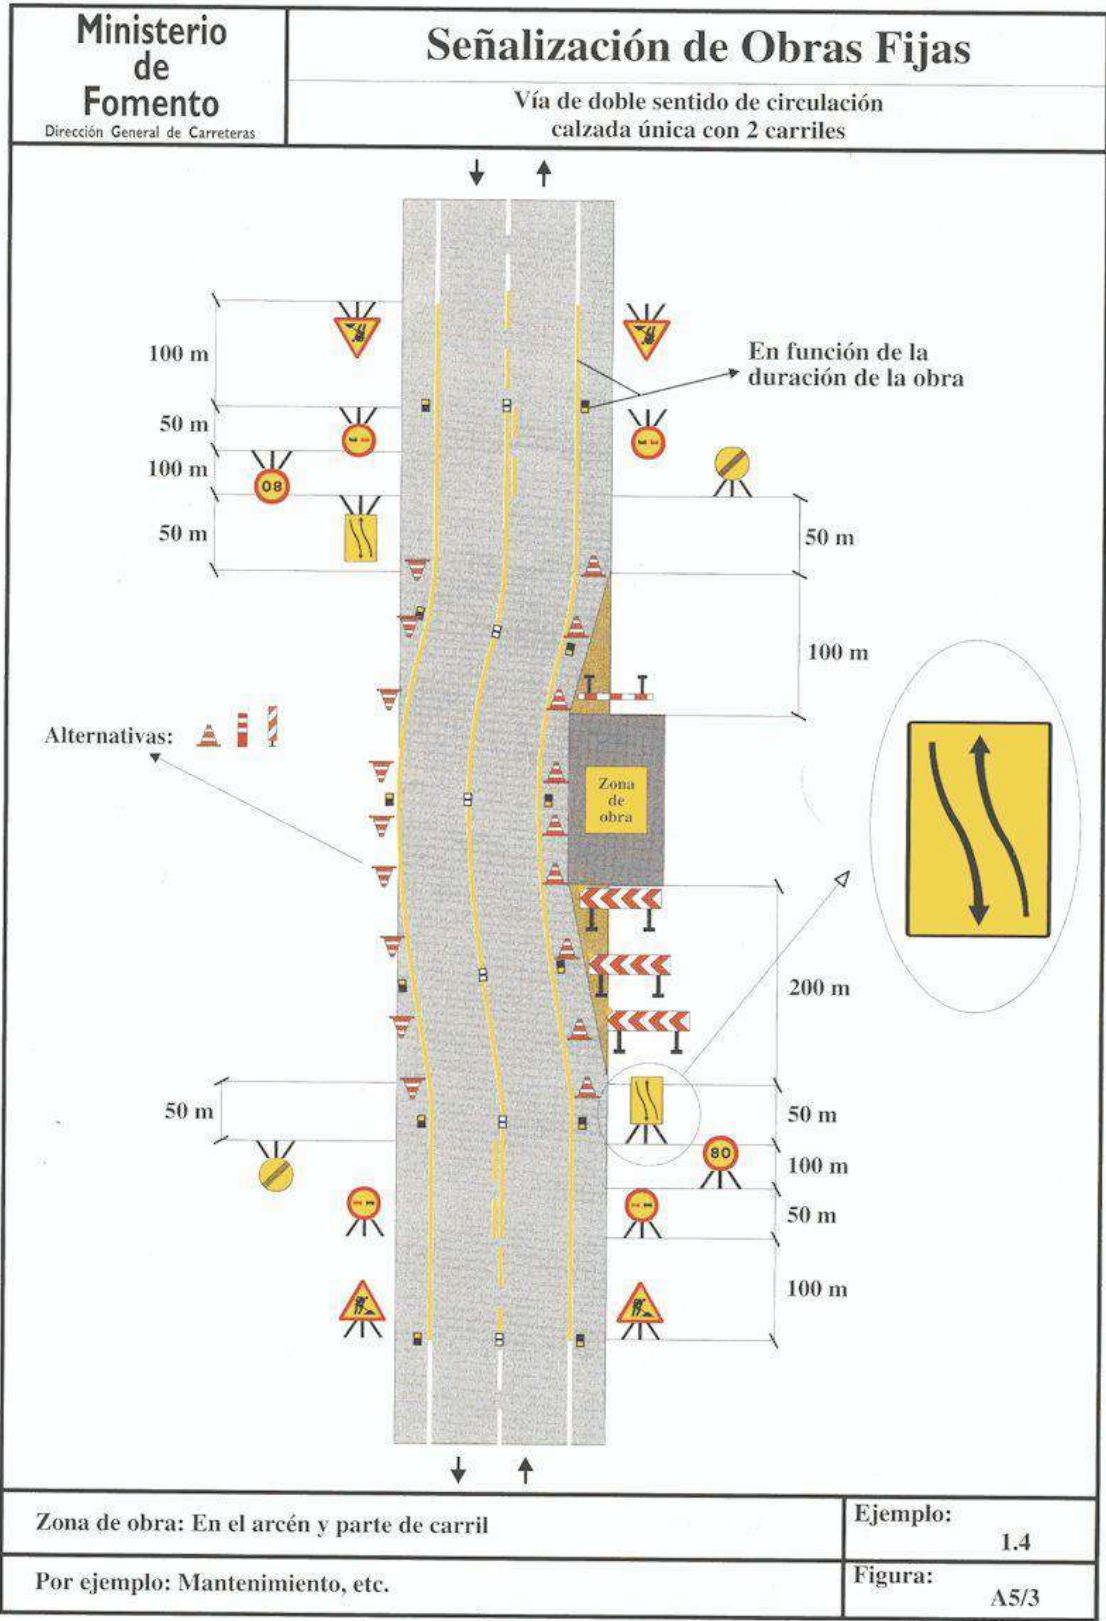 Ministerio
de
Fomento
Dirección General de Carreteras
Señalización de Obras Fijas
Vía de doble sentido de circulación
calzada única con 2 carriles
100 m
50 m
100 m
50 m
En función de la
duración de la obra
80
50 m
100 m
Alternativas:
Zona
de
obra
200 m
50 m
50 m
80
100 m
50 m
100 m
Zona de obra: En el arcén y parte de carril
Ejemplo:
1.4
Por ejemplo: Mantenimiento, etc.
Figura:
A5/3